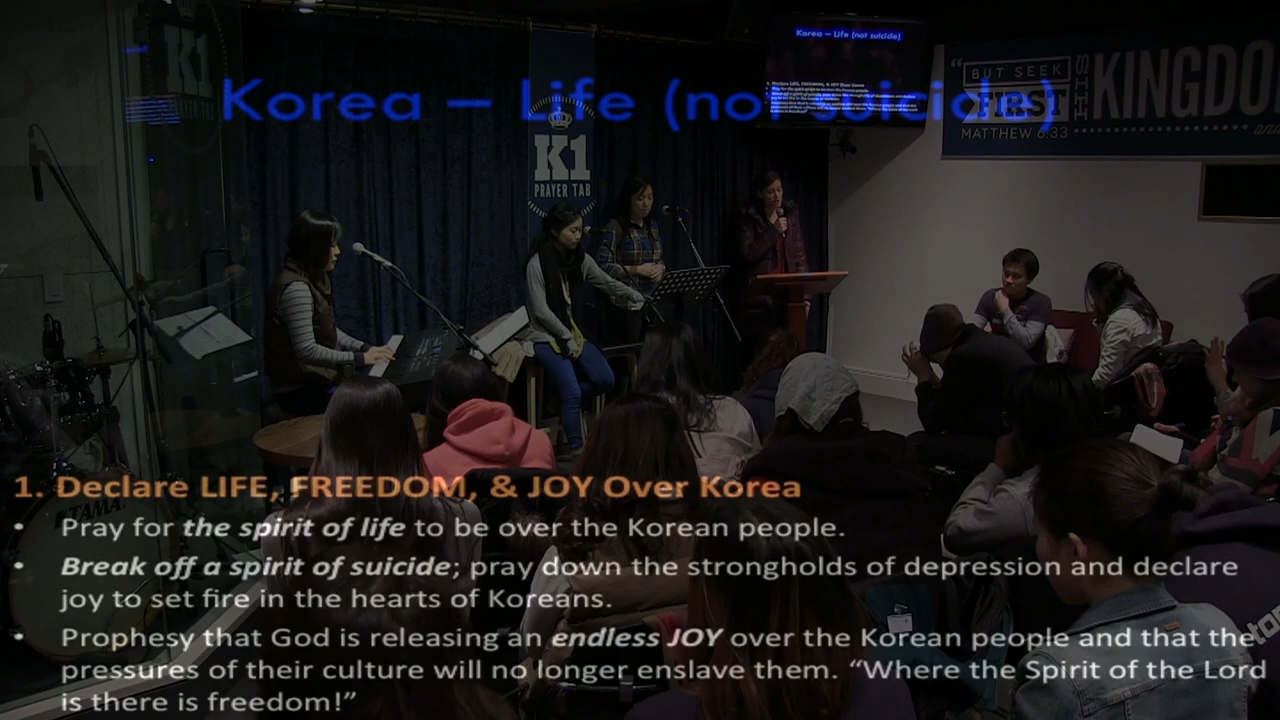 Korea – Life (not suicide)
Korea – Life (not suicide)
K1
K1
PRAYER TAB
“BUT SEEK
FIRST
HIS
KINGDO
MATTHEW 6:33
and
TAMA
1. Declare LIFE, FREEDOM, & JOY Over Korea
• Pray for the spirit of life to be over the Korean people.
• Break off a spirit of suicide; pray down the strongholds of depression and declare
joy to set fire in the hearts of Koreans.
• Prophesy that God is releasing an endless JOY over the Korean people and that the
pressures of their culture will no longer enslave them. “Where the Spirit of the Lord
is there is freedom!”